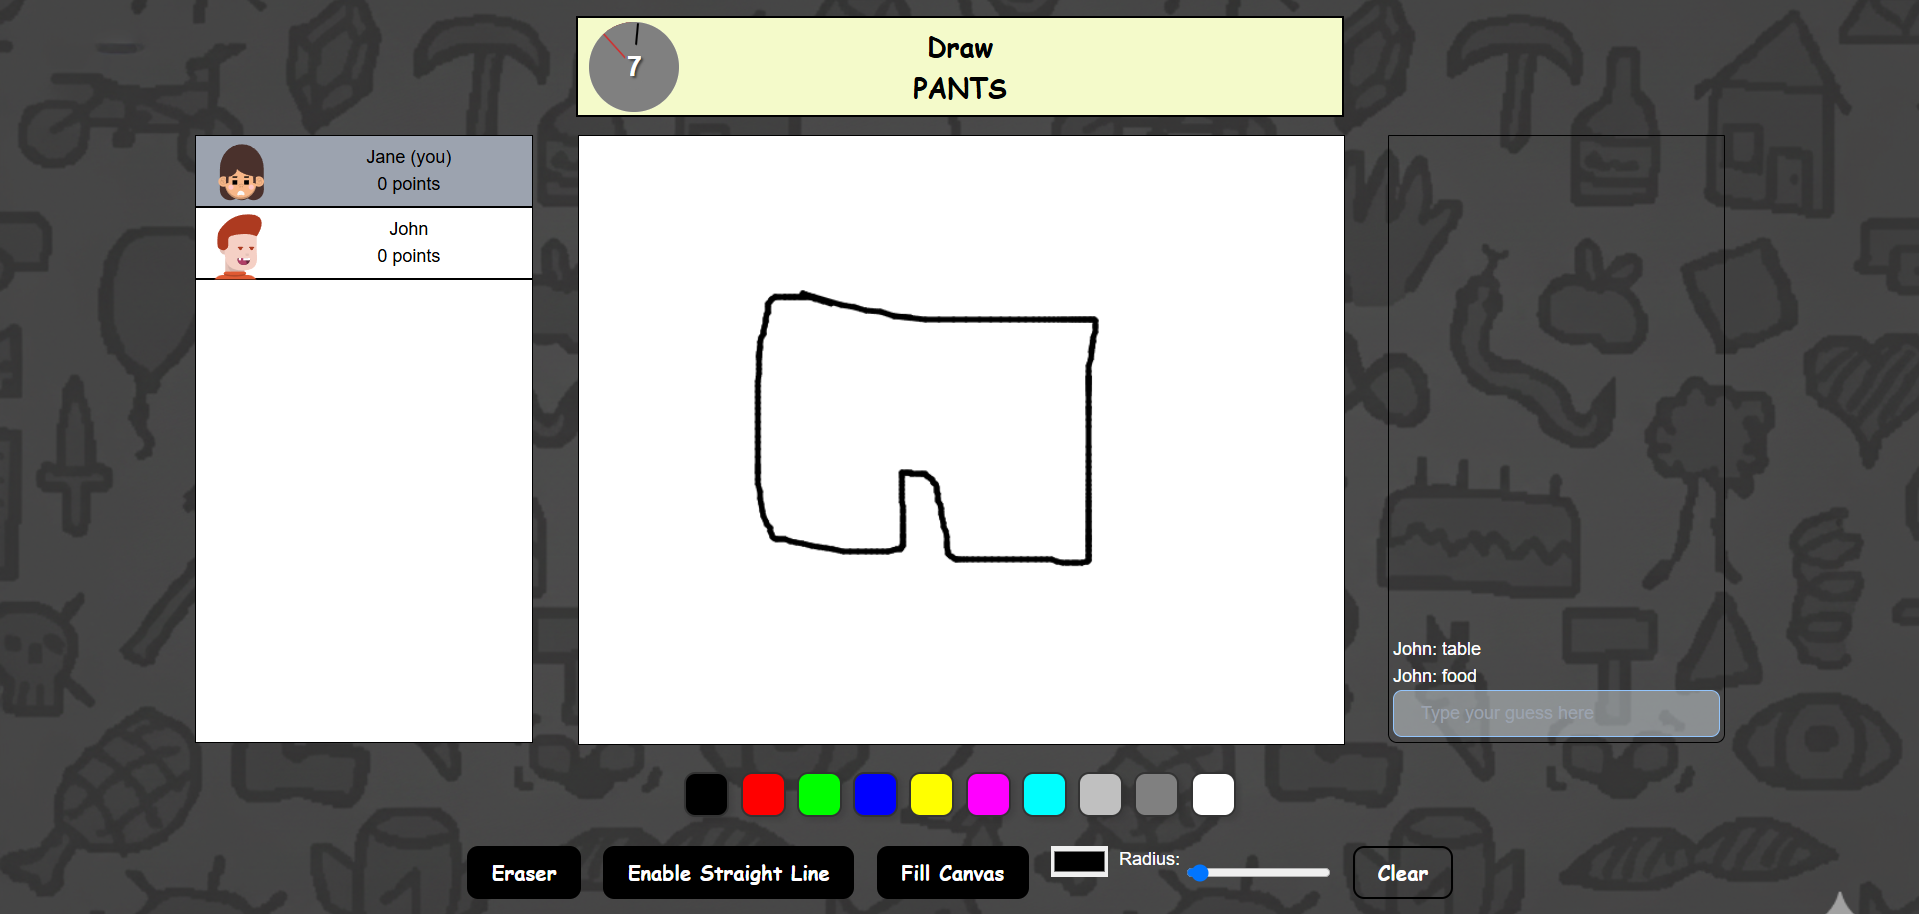 7
Draw
PANTS
Jane (you)
0 points
John
0 points
John: table
John: food
Type your guess here
Eraser
Enable Straight Line
Fill Canvas
Radius:
Clear